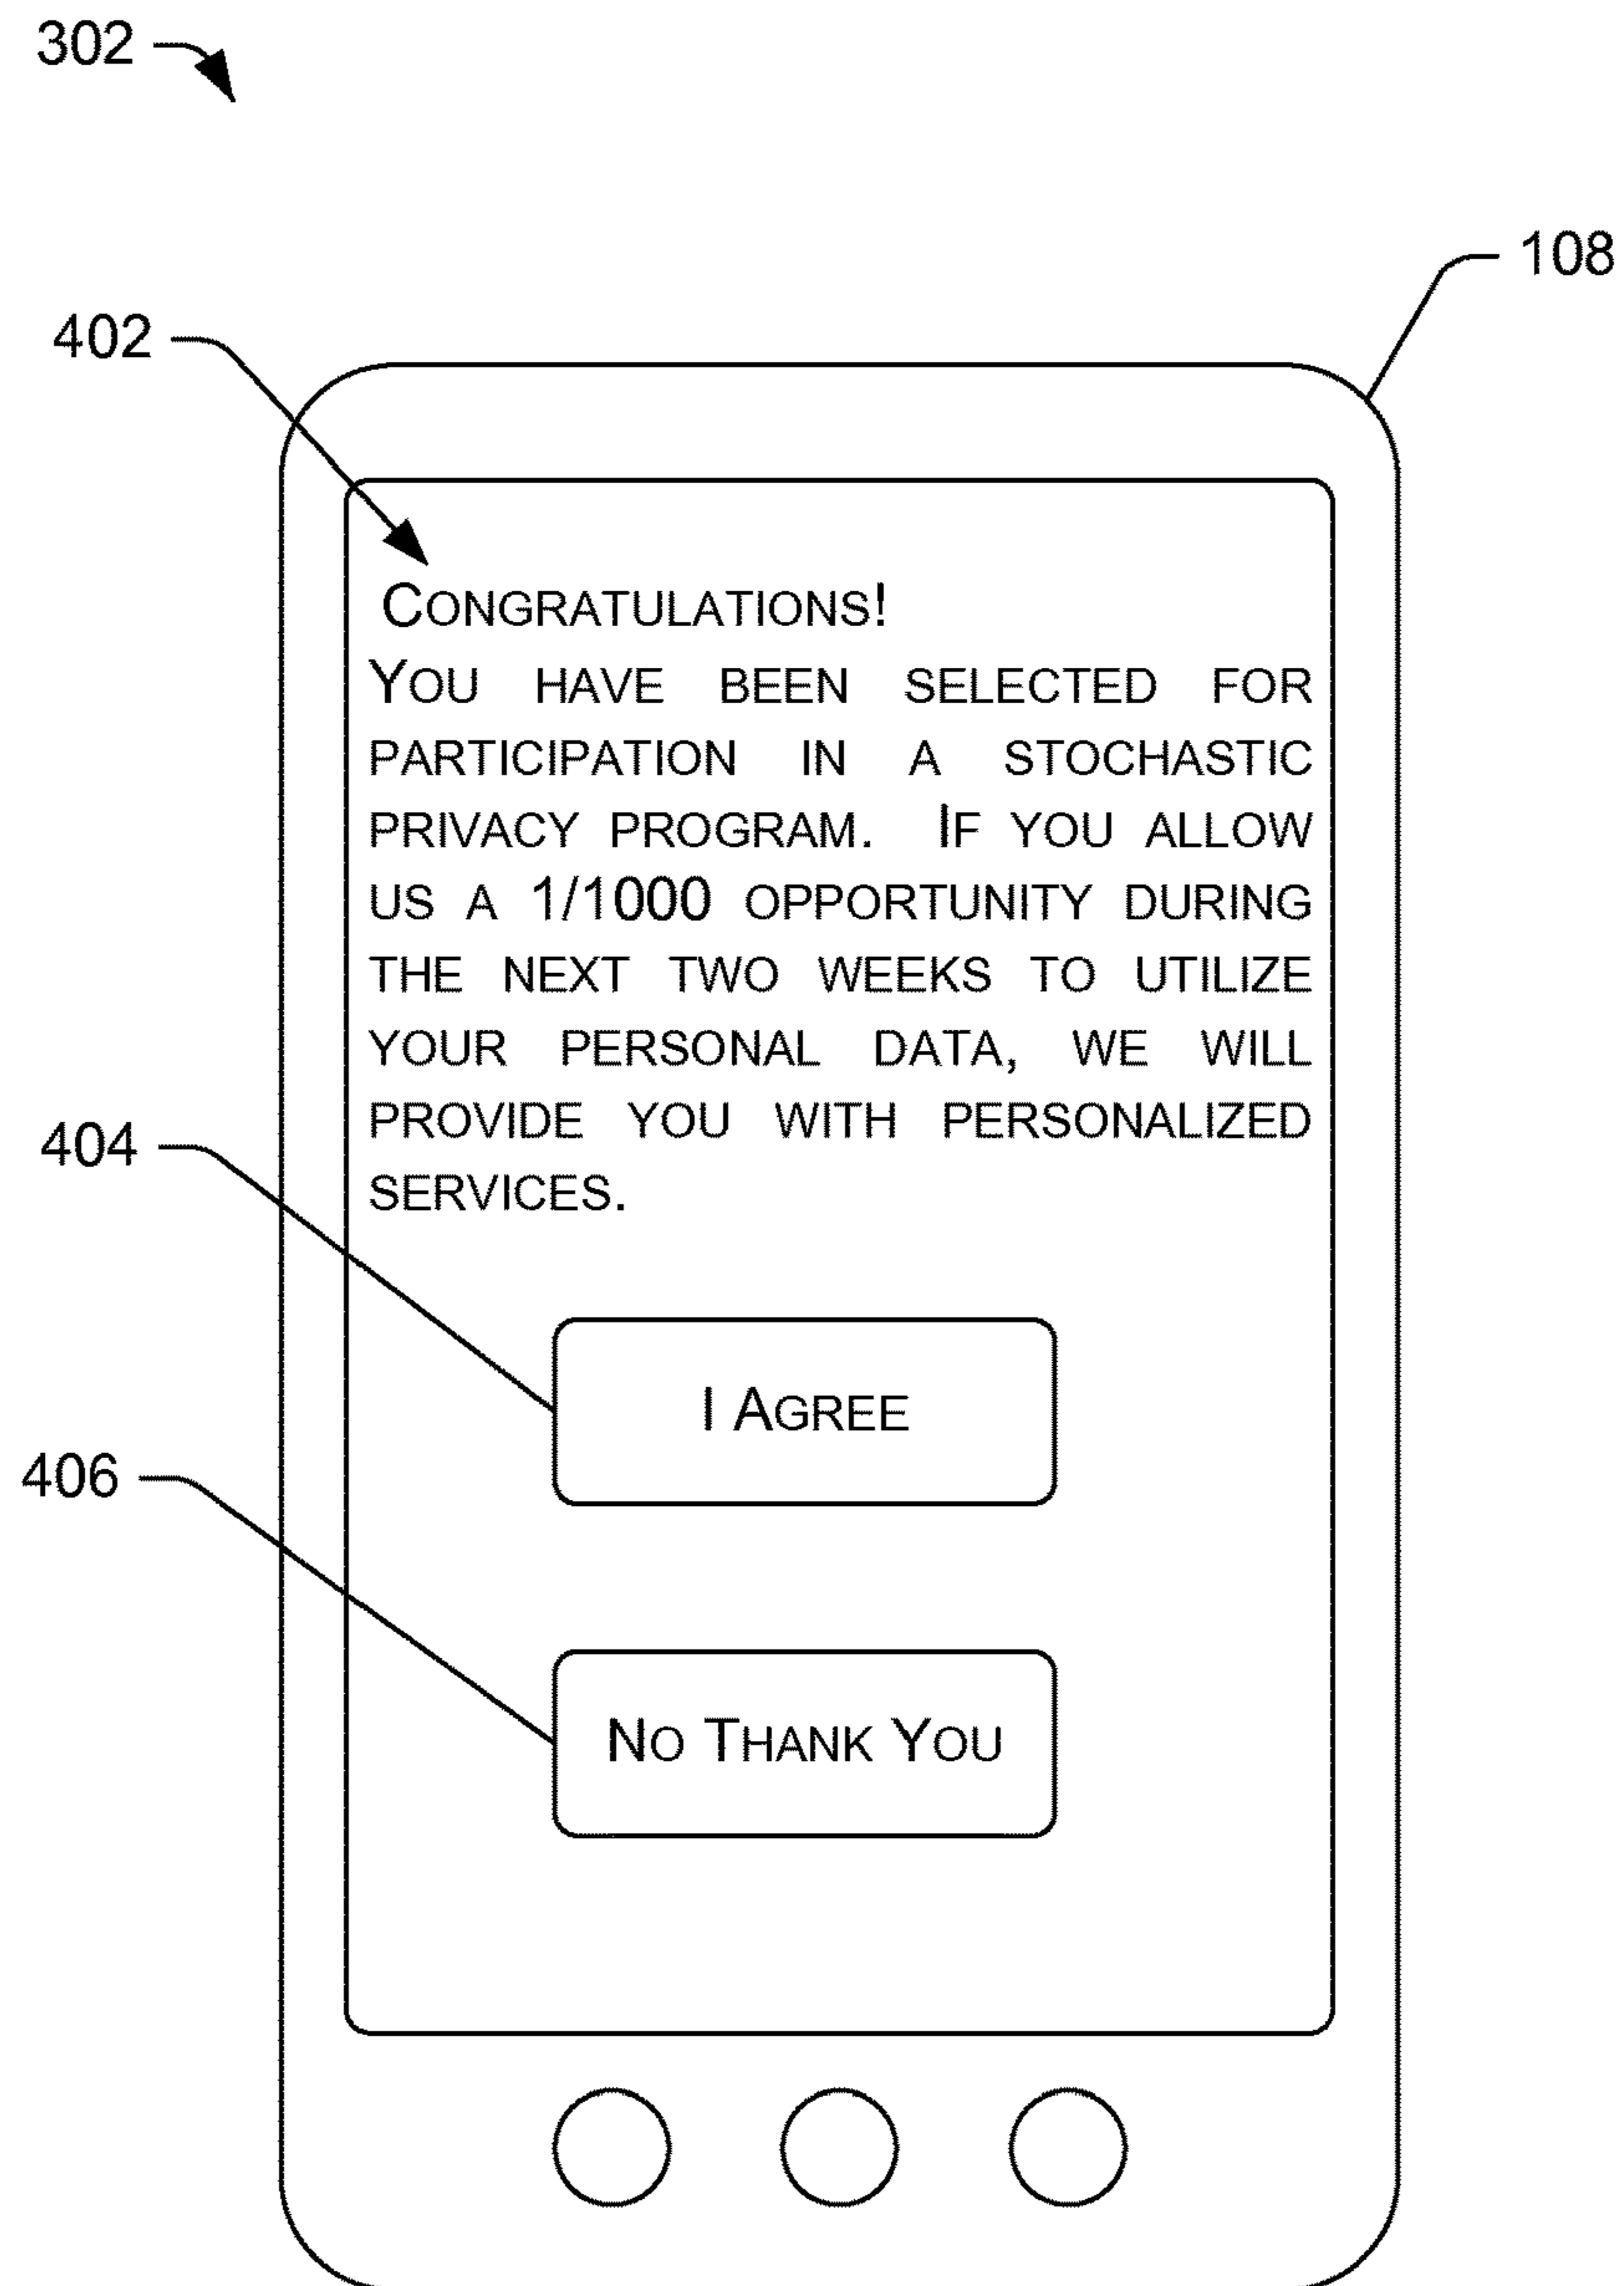 302
108
402
CONGRATULATIONS!
YOU HAVE BEEN SELECTED FOR
PARTICIPATION IN A STOCHASTIC
PRIVACY PROGRAM. IF YOU ALLOW
US A 1/1000 OPPORTUNITY DURING
THE NEXT TWO WEEKS TO UTILIZE
YOUR PERSONAL DATA, WE WILL
PROVIDE YOU WITH PERSONALIZED
SERVICES.
404
I AGREE
406
NO THANK YOU